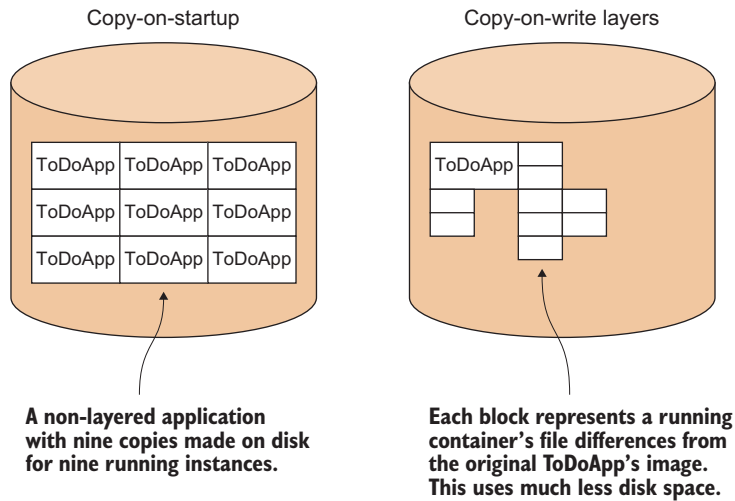 Copy-on-startup
Copy-on-write layers
ToDoApp ToDoApp ToDoApp
ToDoApp ToDoApp ToDoApp
ToDoApp ToDoApp ToDoApp
ToDoApp
A non-layered application
with nine copies made on disk
for nine running instances.
Each block represents a running
container's file differences from
the original ToDoApp's image.
This uses much less disk space.